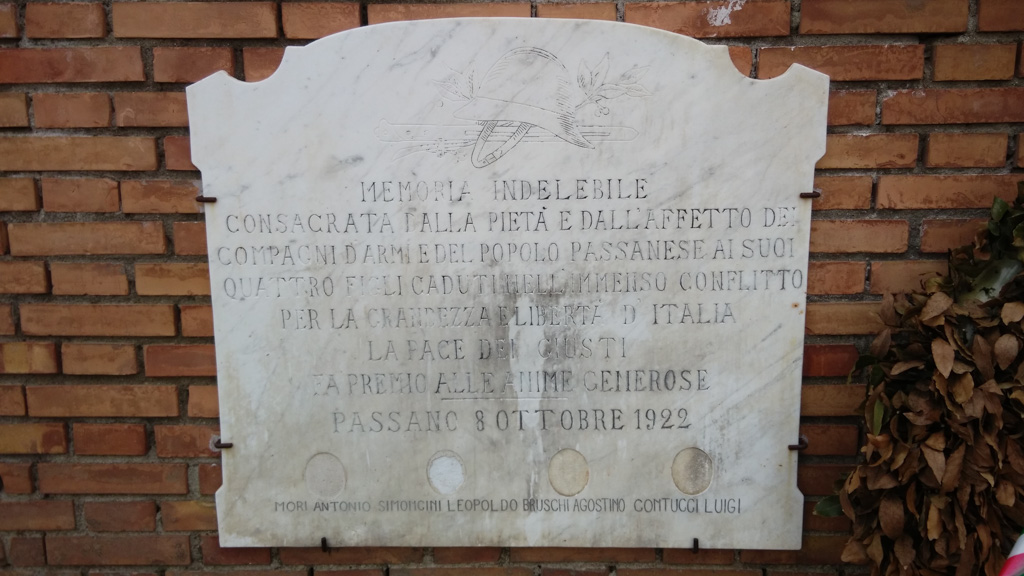 MEMORIA INDELEBILE
CONSACRATA DALLA PIETÀ E DALL'AFFETTO DEI
COMPAGNI D'ARMI E DEL POPOLO PASSANESE AI SUOI
QUATTRO FIGLI CADUTI NELL'IMMENSO CONFLITTO
PER LA GRANDEZZA E LIBERTÀ D'ITALIA
LA PACE DEI GIUSTI
FA PREMIO ALLE ANIME GENEROSE
PASSANO 8 OTTOBRE 1922
MORI ANTONIO SIMONCINI LEOPOLDO BRUSCHI AGOSTINO CONTUCCI LUIGI